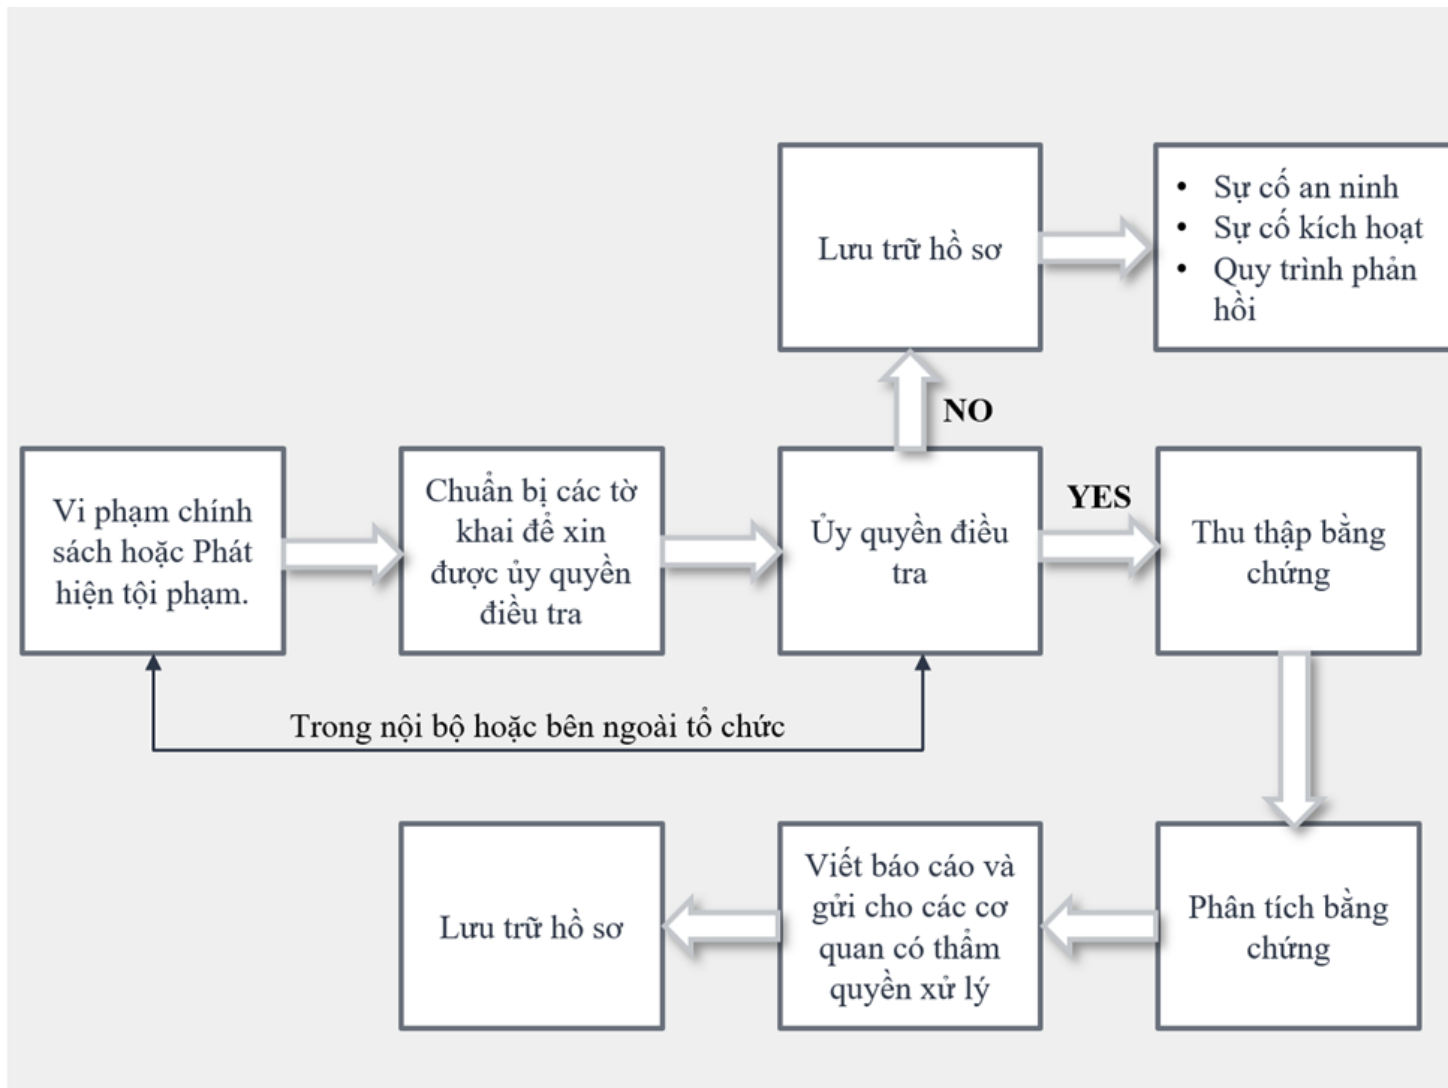 Lưu trữ hồ sơ
• Sự cố an ninh
• Sự cố kích hoạt
• Quy trình phản
hồi
NO
Vi phạm chính
sách hoặc Phát
hiện tội phạm.
Chuẩn bị các tờ
khai để xin
được ủy quyền
điều tra
Ủy quyền điều
tra
YES
Thu thập bằng
chứng
Trong nội bộ hoặc bên ngoài tổ chức
Lưu trữ hồ sơ
Viết báo cáo và
gửi cho các cơ
quan có thẩm
quyền xử lý
Phân tích bằng
chứng